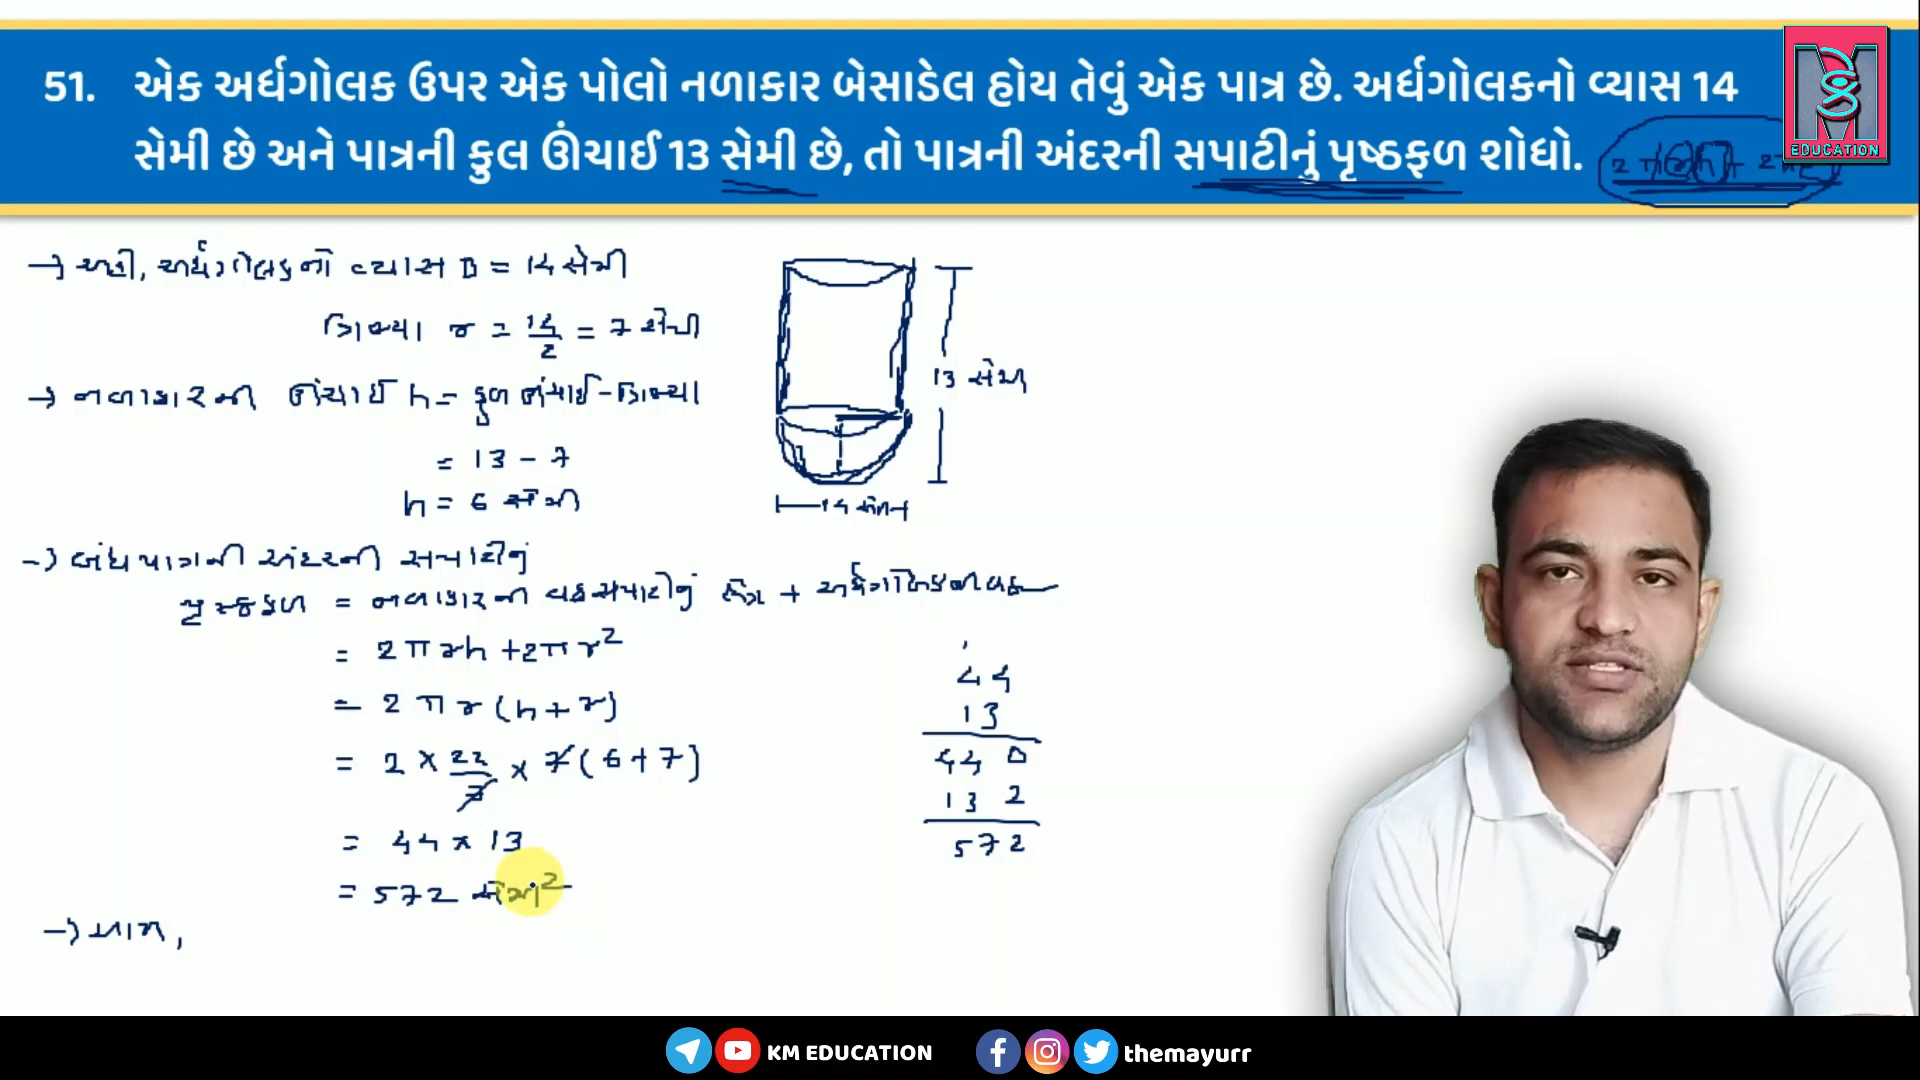 51. એક અર્ધગોલક ઉપર એક પોલો નળાકાર બેસાડેલ હોય તેવું એક પાત્ર છે. અર્ધગોલકનો વ્યાસ 14
સેમી છે અને પાત્રની કુલ ઊંચાઈ 13 સેમી છે, તો પાત્રની અંદરની સપાટીનું પૃષ્ઠફળ શોધો.
EDUCATION
→ અહી, અર્ધગોલકનો વ્યાસ D = 14 સેમી
ત્રિજ્યા r = 14/2 = 7 સેમી
→ નળાકારની ઊંચાઈ h = કુલ ઊંચાઈ - ત્રિજ્યા
= 13 - 7
h = 6 સેમી
13 સેમી
14 સેમી
→ પાત્રની અંદરની સપાટીનું
પૃષ્ઠફળ = નળાકારની વક્રસપાટીનું + અર્ધગોલકની વક્ર
= 2πrh + 2πr²
= 2πr (h + r)
= 2 × 22/7 × 7 (6 + 7)
= 44 × 13
= 572 સેમી²
→ આમ,
44
13
440
132
572
KM EDUCATION
themayurr